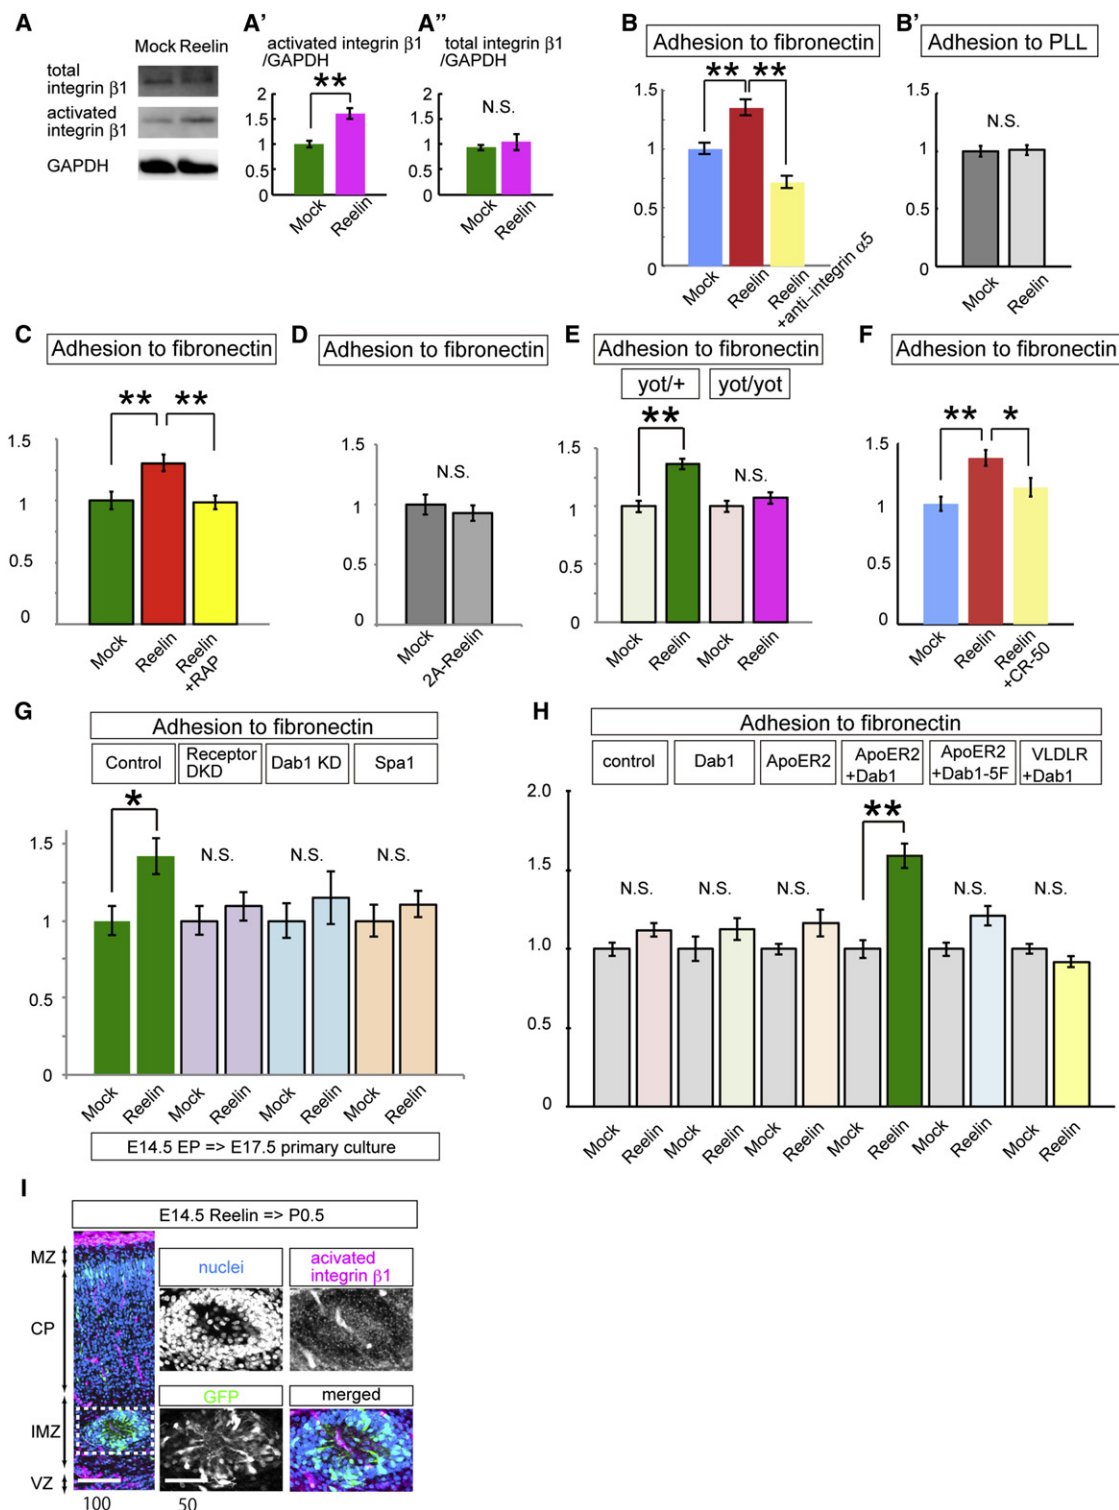 A
Mock Reelin
total
integrin β1
activated
integrin β1
GAPDH
A'
activated integrin β1
/GAPDH
**
2
1.5
1
0.5
0
Mock
Reelin
A"
total integrin β1
/GAPDH
N.S.
2
1.5
1
0.5
0
Mock
Reelin
B
Adhesion to fibronectin
** **
1.5
1
0.5
0
Mock
Reelin
Reelin
+anti–integrin α5
B'
Adhesion to PLL
N.S.
1.5
1
0.5
0
Mock
Reelin
C
Adhesion to fibronectin
** **
1.5
1
0.5
0
Mock
Reelin
Reelin
+RAP
D
Adhesion to fibronectin
N.S.
1.5
1
0.5
0
Mock
2A-Reelin
E
Adhesion to fibronectin
yot/+ yot/yot
**
N.S.
1.5
1
0.5
0
Mock
Reelin
Mock
Reelin
F
Adhesion to fibronectin
** *
1.5
1
0.5
0
Mock
Reelin
Reelin
+CR-50
G
Adhesion to fibronectin
Control
Receptor
DKD
Dab1 KD
Spa1
*
N.S. N.S. N.S.
1.5
1
0.5
0
Mock
Reelin
Mock
Reelin
Mock
Reelin
Mock
Reelin
E14.5 EP => E17.5 primary culture
H
Adhesion to fibronectin
control
Dab1
ApoER2
ApoER2
+Dab1
ApoER2
+Dab1-5F
VLDLR
+Dab1
2.0
1.5
1.0
0.5
0
N.S. N.S. N.S. ** N.S. N.S.
Mock
Reelin
Mock
Reelin
Mock
Reelin
Mock
Reelin
Mock
Reelin
Mock
Reelin
I
E14.5 Reelin => P0.5
MZ
CP
IMZ
VZ
nuclei
acivated
integrin β1
GFP
merged
100
50